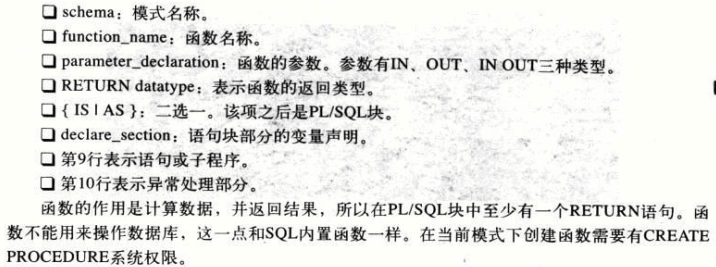 ❑ schema：模式名称。
❑ function_name：函数名称。
❑ parameter_declaration：函数的参数。参数有IN、OUT、IN OUT三种类型。
❑ RETURN datatype：表示函数的返回类型。
❑ { IS | AS }：二选一。该项之后是PL/SQL块。
❑ declare_section：语句块部分的变量声明。
❑ 第9行表示语句或子程序。
❑ 第10行表示异常处理部分。
函数的作用是计算数据，并返回结果，所以在PL/SQL块中至少有一个RETURN语句。函
数不能用来操作数据库，这一点和SQL内置函数一样。在当前模式下创建函数需要有CREATE
PROCEDURE系统权限。